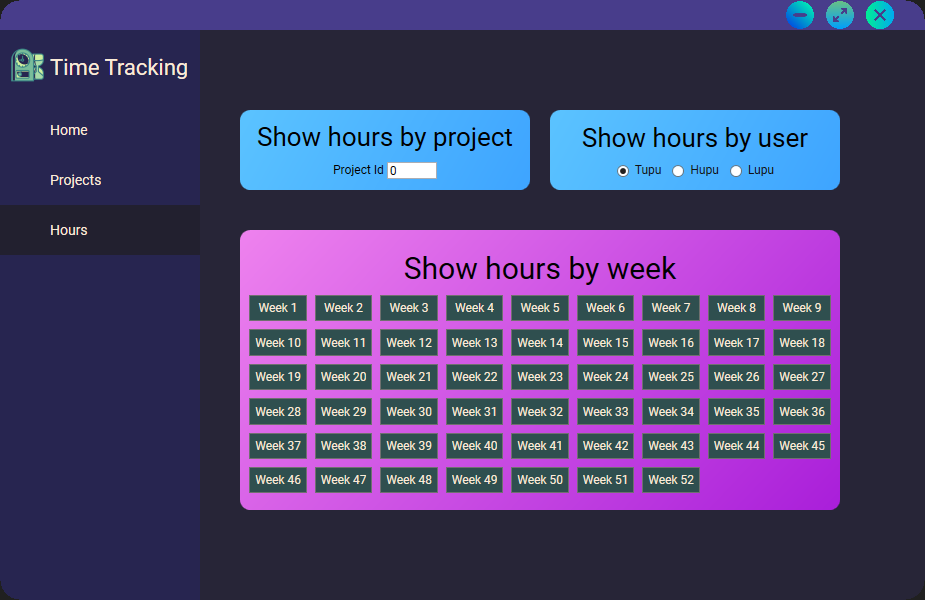 Time Tracking
Home
Projects
Hours
Show hours by project
Project Id 0
Show hours by user
Tupu Hupu Lupu
Show hours by week
Week 1 Week 2 Week 3 Week 4 Week 5 Week 6 Week 7 Week 8 Week 9
Week 10 Week 11 Week 12 Week 13 Week 14 Week 15 Week 16 Week 17 Week 18
Week 19 Week 20 Week 21 Week 22 Week 23 Week 24 Week 25 Week 26 Week 27
Week 28 Week 29 Week 30 Week 31 Week 32 Week 33 Week 34 Week 35 Week 36
Week 37 Week 38 Week 39 Week 40 Week 41 Week 42 Week 43 Week 44 Week 45
Week 46 Week 47 Week 48 Week 49 Week 50 Week 51 Week 52